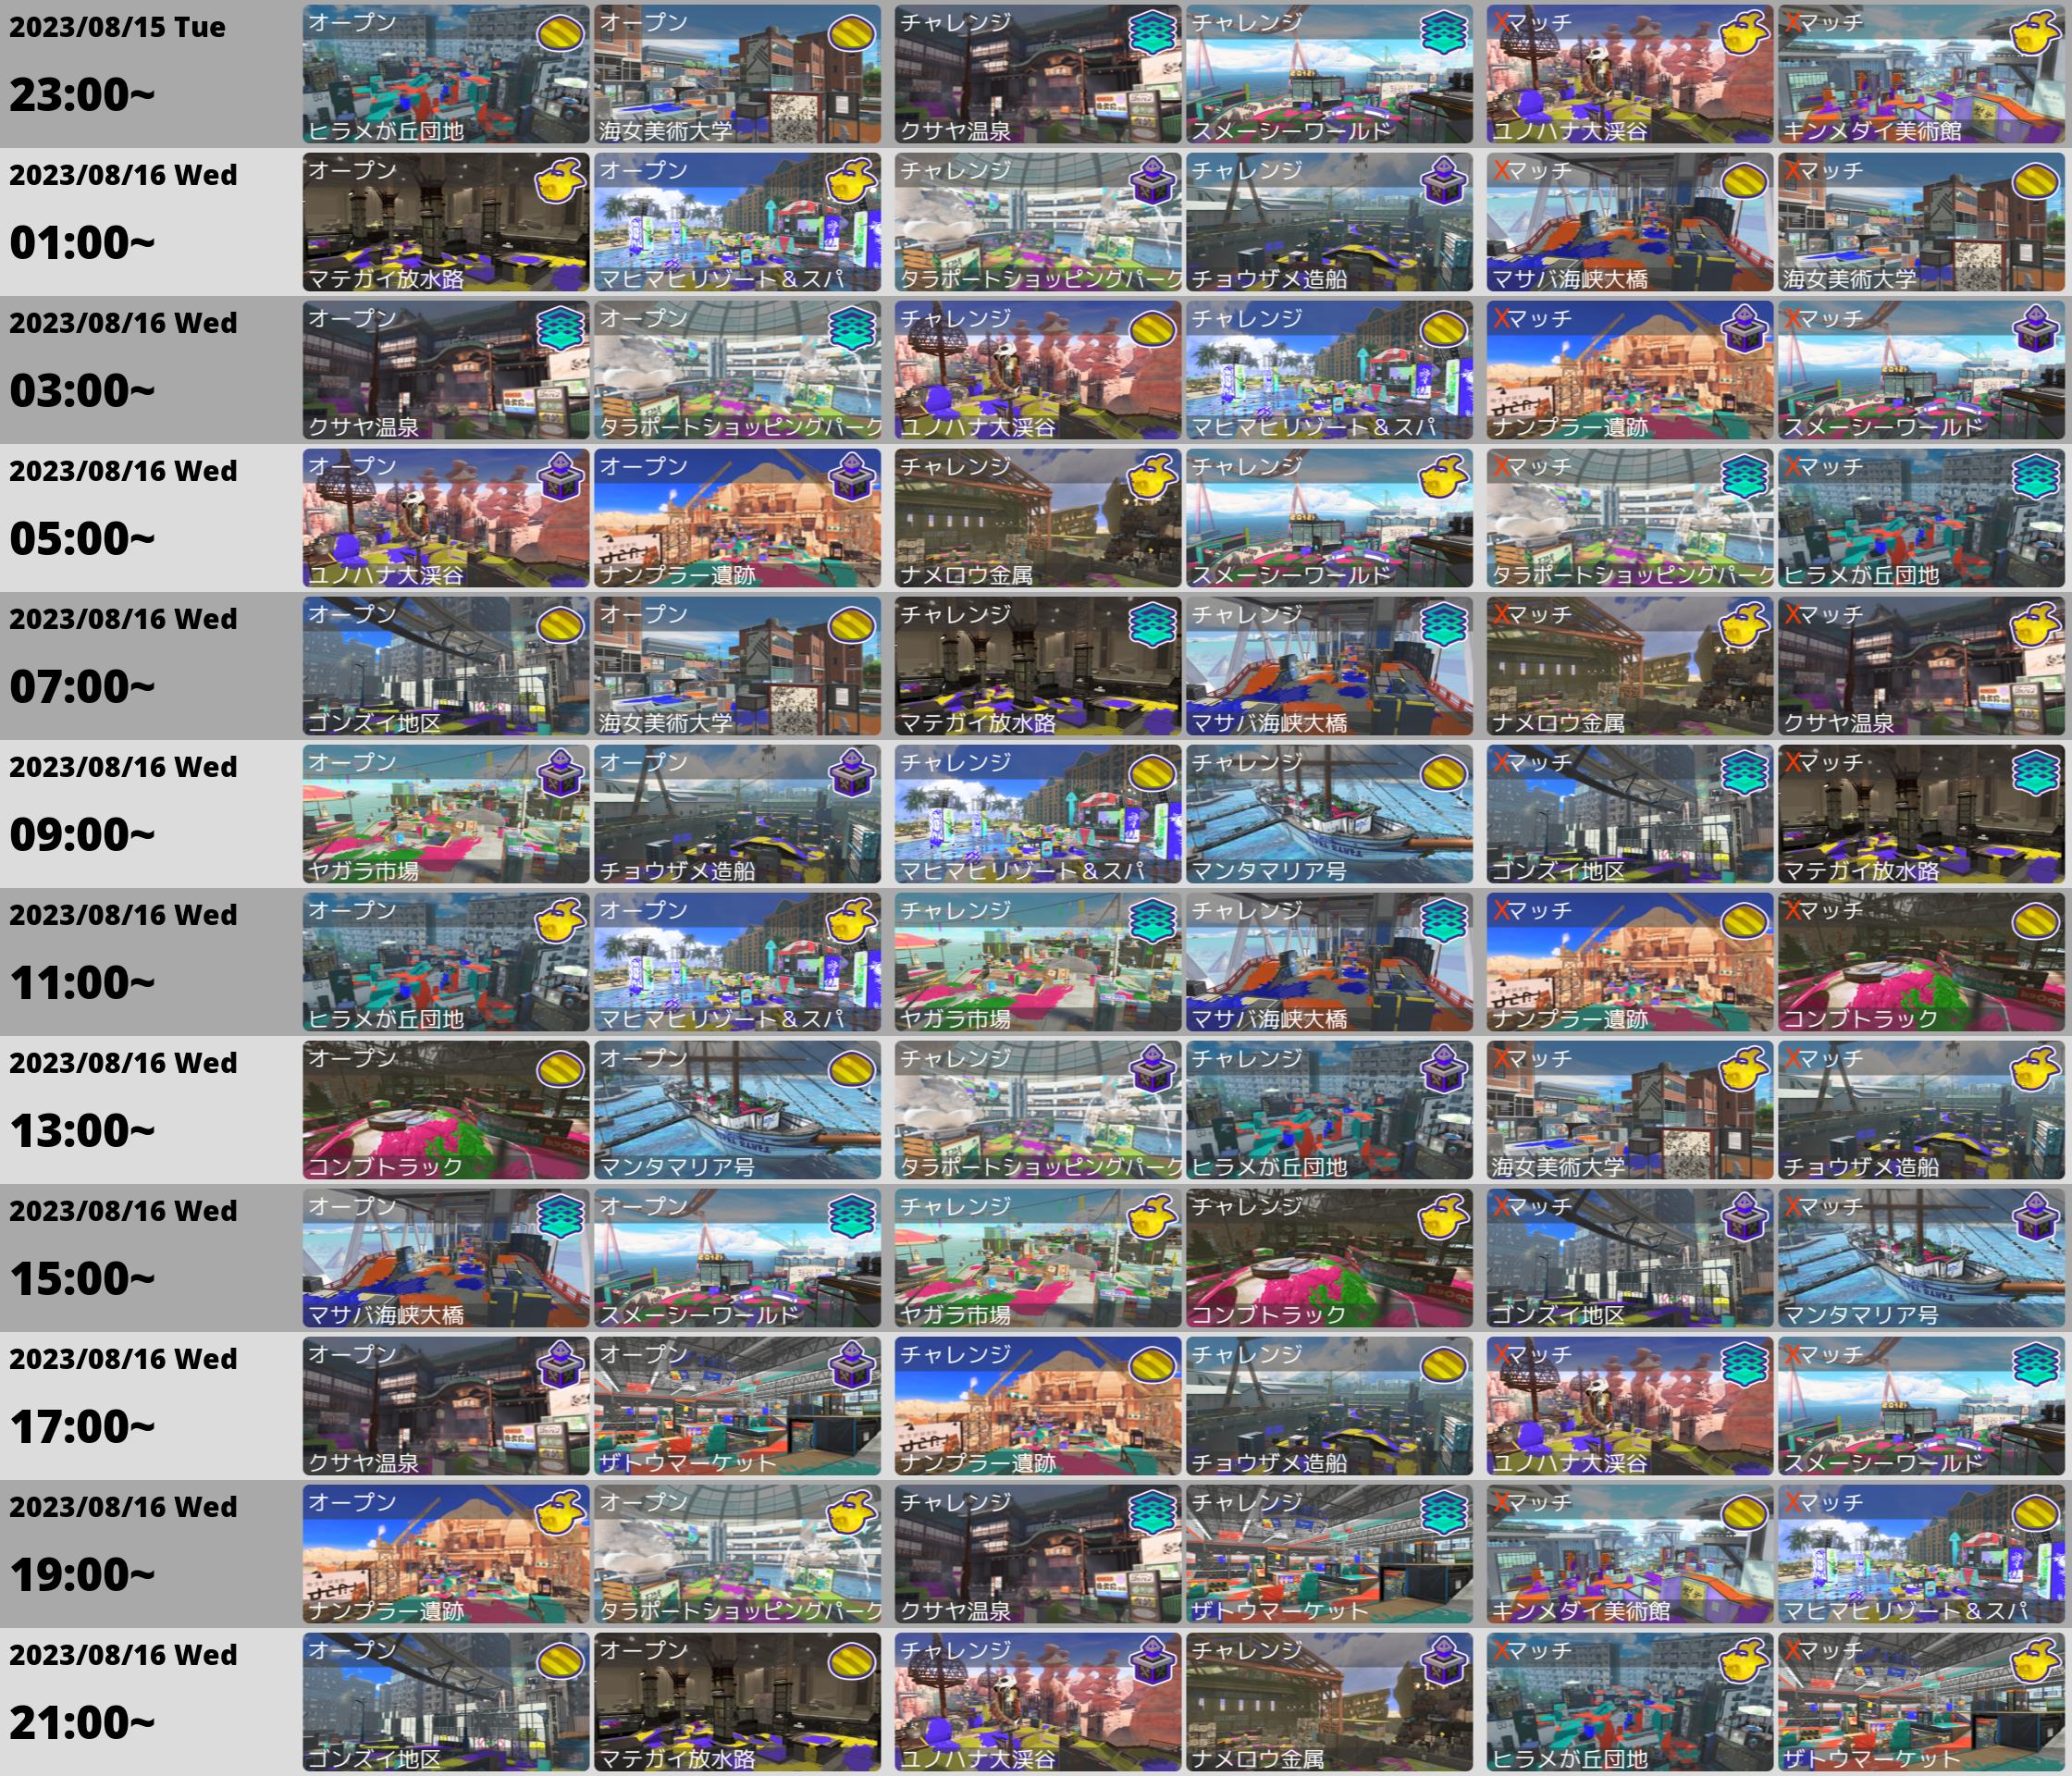 2023/08/15 Tue
23:00~
オープン オープン チャレンジ チャレンジ Xマッチ Xマッチ
ヒラメが丘団地 海女美術大学 クサヤ温泉 スメーシーワールド ユノハナ大渓谷 キンメダイ美術館
2023/08/16 Wed
01:00~
オープン オープン チャレンジ チャレンジ Xマッチ Xマッチ
マテガイ放水路 マヒマヒリゾート＆スパ タラポートショッピングパーク チョウザメ造船 マサバ海峡大橋 海女美術大学
2023/08/16 Wed
03:00~
オープン オープン チャレンジ チャレンジ Xマッチ Xマッチ
クサヤ温泉 タラポートショッピングパーク ユノハナ大渓谷 マヒマヒリゾート＆スパ ナンプラー遺跡 スメーシーワールド
2023/08/16 Wed
05:00~
オープン オープン チャレンジ チャレンジ Xマッチ Xマッチ
ユノハナ大渓谷 ナンプラー遺跡 ナメロウ金属 スメーシーワールド タラポートショッピングパーク ヒラメが丘団地
2023/08/16 Wed
07:00~
オープン オープン チャレンジ チャレンジ Xマッチ Xマッチ
ゴンズイ地区 海女美術大学 マテガイ放水路 マサバ海峡大橋 ナメロウ金属 クサヤ温泉
2023/08/16 Wed
09:00~
オープン オープン チャレンジ チャレンジ Xマッチ Xマッチ
ヤガラ市場 チョウザメ造船 マヒマヒリゾート＆スパ マンタマリア号 ゴンズイ地区 マテガイ放水路
2023/08/16 Wed
11:00~
オープン オープン チャレンジ チャレンジ Xマッチ Xマッチ
ヒラメが丘団地 マヒマヒリゾート＆スパ ヤガラ市場 マサバ海峡大橋 ナンプラー遺跡 コンブトラック
2023/08/16 Wed
13:00~
オープン オープン チャレンジ チャレンジ Xマッチ Xマッチ
コンブトラック マンタマリア号 タラポートショッピングパーク ヒラメが丘団地 海女美術大学 チョウザメ造船
2023/08/16 Wed
15:00~
オープン オープン チャレンジ チャレンジ Xマッチ Xマッチ
マサバ海峡大橋 スメーシーワールド ヤガラ市場 コンブトラック ゴンズイ地区 マンタマリア号
2023/08/16 Wed
17:00~
オープン オープン チャレンジ チャレンジ Xマッチ Xマッチ
クサヤ温泉 ザトウマーケット ナンプラー遺跡 チョウザメ造船 ユノハナ大渓谷 スメーシーワールド
2023/08/16 Wed
19:00~
オープン オープン チャレンジ チャレンジ Xマッチ Xマッチ
ナンプラー遺跡 タラポートショッピングパーク クサヤ温泉 ザトウマーケット キンメダイ美術館 マヒマヒリゾート＆スパ
2023/08/16 Wed
21:00~
オープン オープン チャレンジ チャレンジ Xマッチ Xマッチ
ゴンズイ地区 マテガイ放水路 ユノハナ大渓谷 ナメロウ金属 ヒラメが丘団地 ザトウマーケット